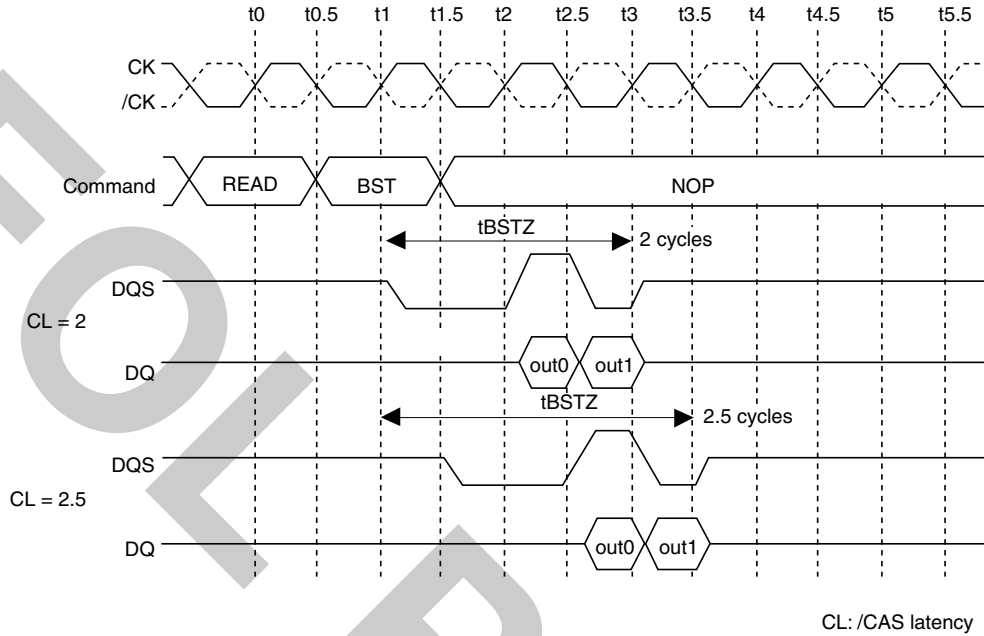 t0 t0.5 t1 t1.5 t2 t2.5 t3 t3.5 t4 t4.5 t5 t5.5
CK
/CK
Command READ BST NOP
tBSTZ 2 cycles
DQS
CL = 2
DQ out0 out1
tBSTZ 2.5 cycles
DQS
CL = 2.5
DQ out0 out1
CL: /CAS latency